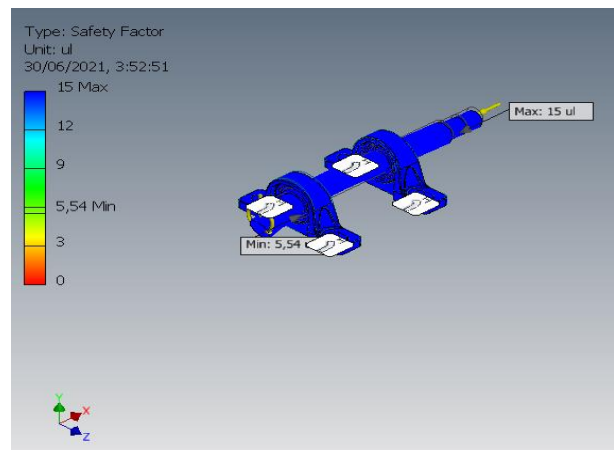 Type: Safety Factor
Unit: ul
30/06/2021, 3:52:51
15 Max
12
9
5,54 Min
3
0
Max: 15 ul
Min: 5,54
Y
X
Z